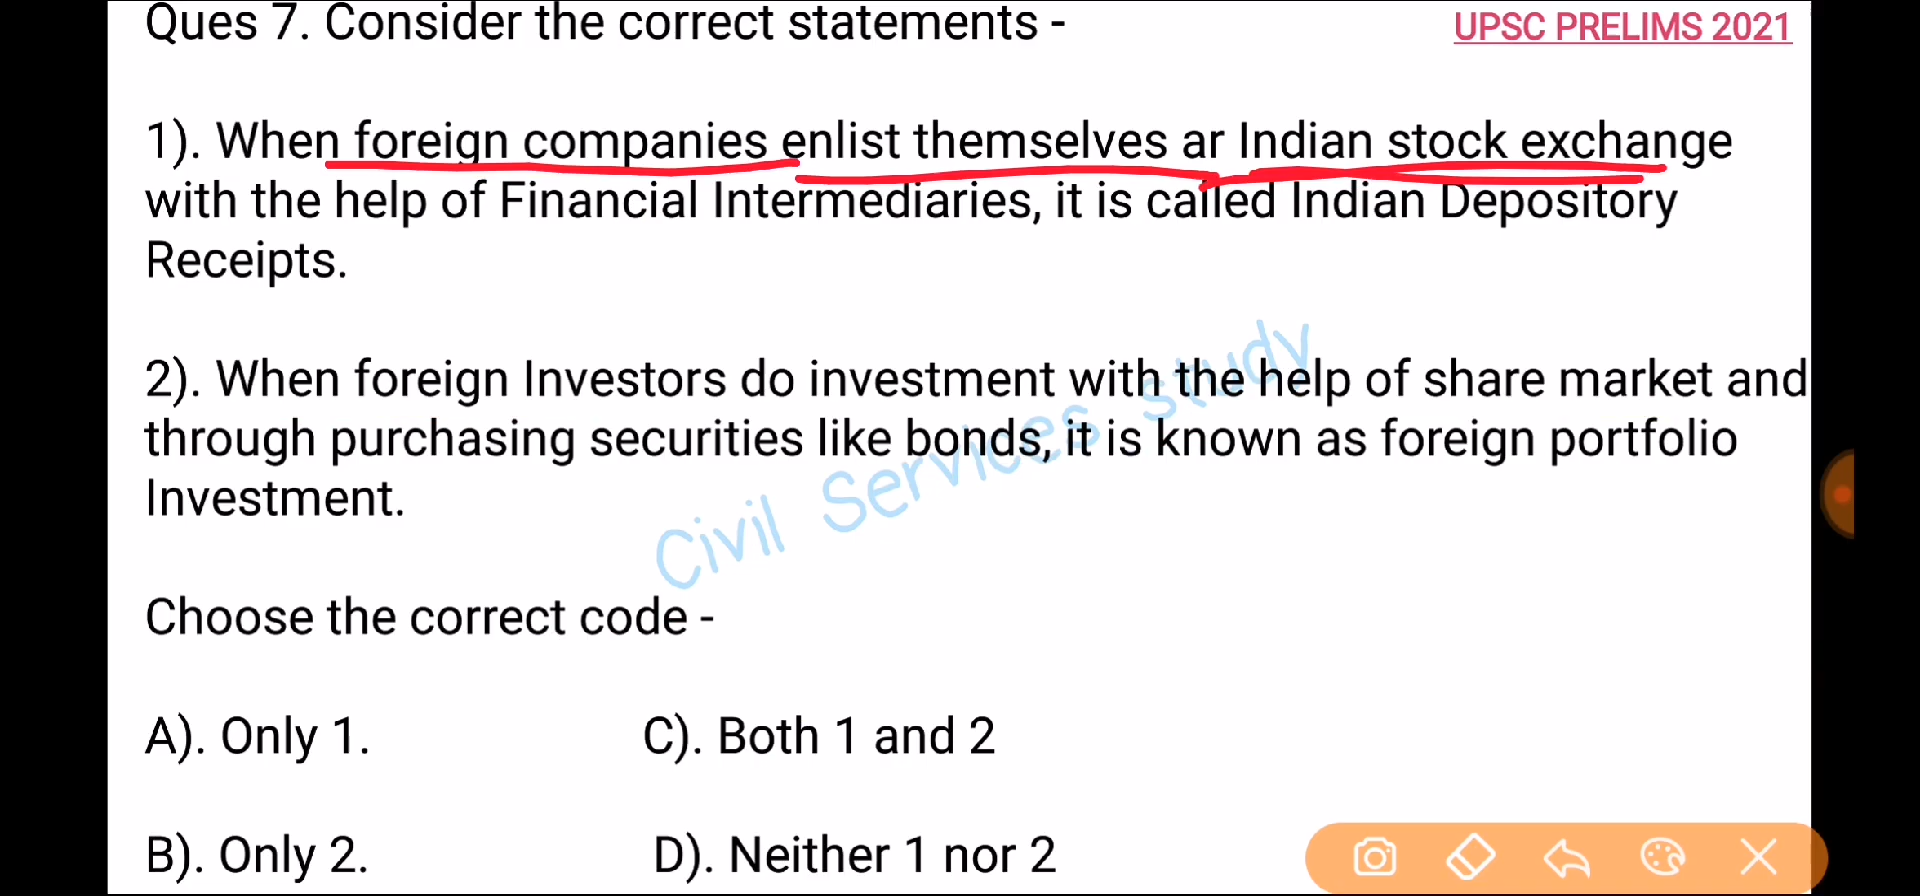 Ques 7. Consider the correct statements -
UPSC PRELIMS 2021
1). When foreign companies enlist themselves ar Indian stock exchange
with the help of Financial Intermediaries, it is called Indian Depository
Receipts.
2). When foreign Investors do investment with the help of share market and
through purchasing securities like bonds, it is known as foreign portfolio
Investment.
Civil Services study
Choose the correct code -
A). Only 1.
C). Both 1 and 2
B). Only 2.
D). Neither 1 nor 2